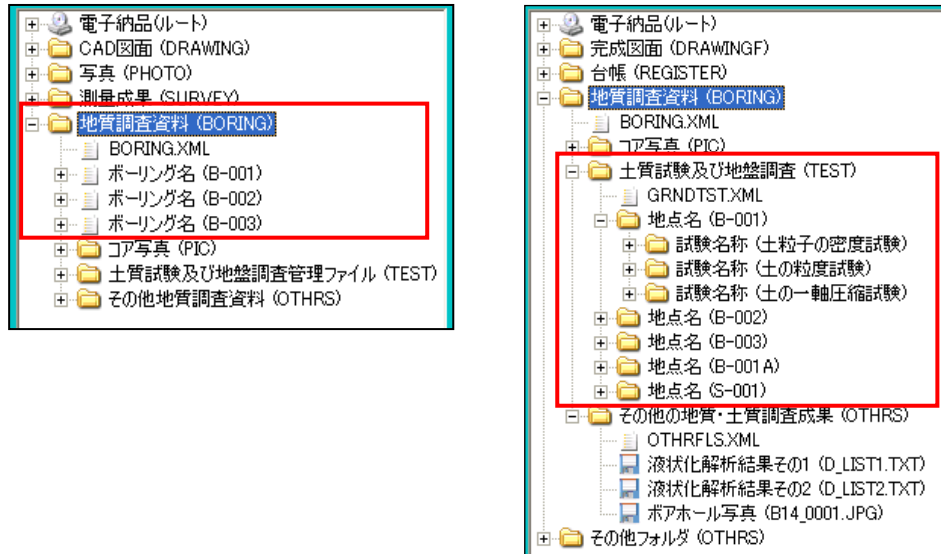 電子納品(ルート)
CAD図面 (DRAWING)
写真 (PHOTO)
測量成果 (SURVEY)
地質調査資料 (BORING)
BORING.XML
ボーリング名 (B-001)
ボーリング名 (B-002)
ボーリング名 (B-003)
コア写真 (PIC)
土質試験及び地盤調査管理ファイル (TEST)
その他地質調査資料 (OTHRS)
電子納品(ルート)
完成図面 (DRAWINGF)
台帳 (REGISTER)
地質調査資料 (BORING)
BORING.XML
コア写真 (PIC)
土質試験及び地盤調査 (TEST)
GRNDTST.XML
地点名 (B-001)
試験名称 (土粒子の密度試験)
試験名称 (土の粒度試験)
試験名称 (土の一軸圧縮試験)
地点名 (B-002)
地点名 (B-003)
地点名 (B-001A)
地点名 (S-001)
その他の地質・土質調査成果 (OTHRS)
OTHRFLS.XML
液状化解析結果その1 (D_LIST1.TXT)
液状化解析結果その2 (D_LIST2.TXT)
ボアホール写真 (B14_0001.JPG)
その他フォルダ (OTHRS)